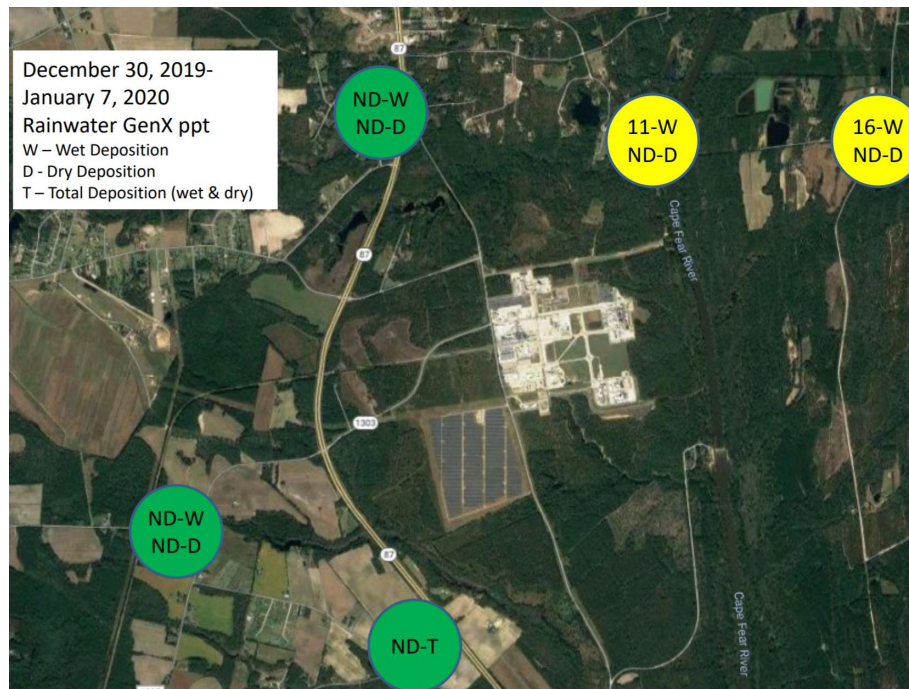 December 30, 2019-
January 7, 2020
Rainwater GenX ppt
W – Wet Deposition
D - Dry Deposition
T – Total Deposition (wet & dry)
87
ND-W
ND-D
11-W
ND-D
16-W
ND-D
Cape Fear River
87
1303
ND-W
ND-D
87
ND-T
Cape Fear River